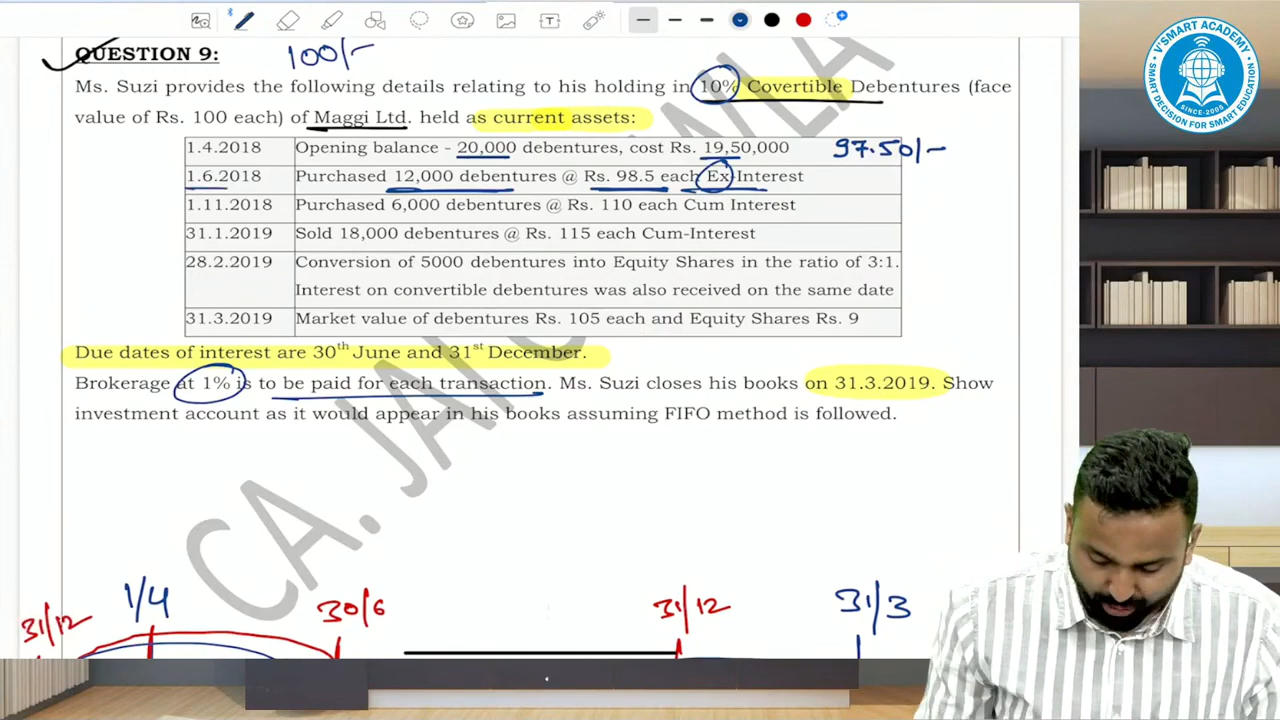 QUESTION 9:
100/-
Ms. Suzi provides the following details relating to his holding in 10% Covertible Debentures (face
value of Rs. 100 each) of Maggi Ltd. held as current assets:
1.4.2018 Opening balance - 20,000 debentures, cost Rs. 19,50,000 97.50/-
1.6.2018 Purchased 12,000 debentures @ Rs. 98.5 each Ex-Interest
1.11.2018 Purchased 6,000 debentures @ Rs. 110 each Cum Interest
31.1.2019 Sold 18,000 debentures @ Rs. 115 each Cum-Interest
28.2.2019 Conversion of 5000 debentures into Equity Shares in the ratio of 3:1.
Interest on convertible debentures was also received on the same date
31.3.2019 Market value of debentures Rs. 105 each and Equity Shares Rs. 9
Due dates of interest are 30th June and 31st December.
Brokerage at 1% is to be paid for each transaction. Ms. Suzi closes his books on 31.3.2019. Show
investment account as it would appear in his books assuming FIFO method is followed.
31/12 1/4 30/6 31/12 31/3
V'SMART ACADEMY
SINCE-2005
SMART DECISION FOR SMART EDUCATION